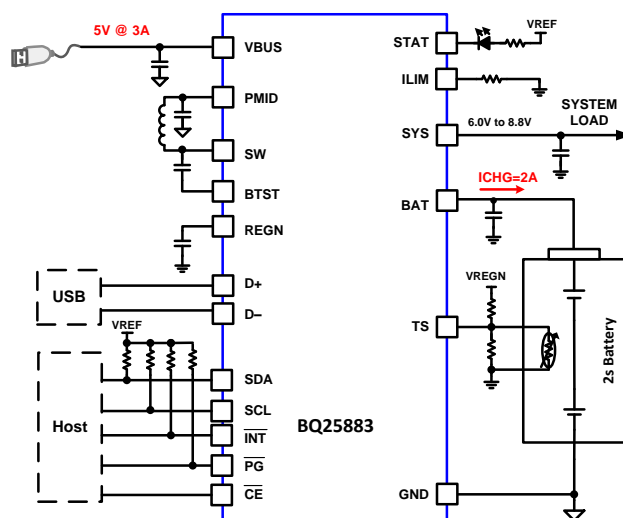 5V @ 3A
VBUS
PMID
SW
BTST
REGN
USB
D+
D–
VREF
Host
SDA
SCL
INT
PG
CE
BQ25883
STAT
VREF
ILIM
SYS
6.0V to 8.8V
SYSTEM
LOAD
ICHG=2A
BAT
VREGN
TS
2s Battery
GND